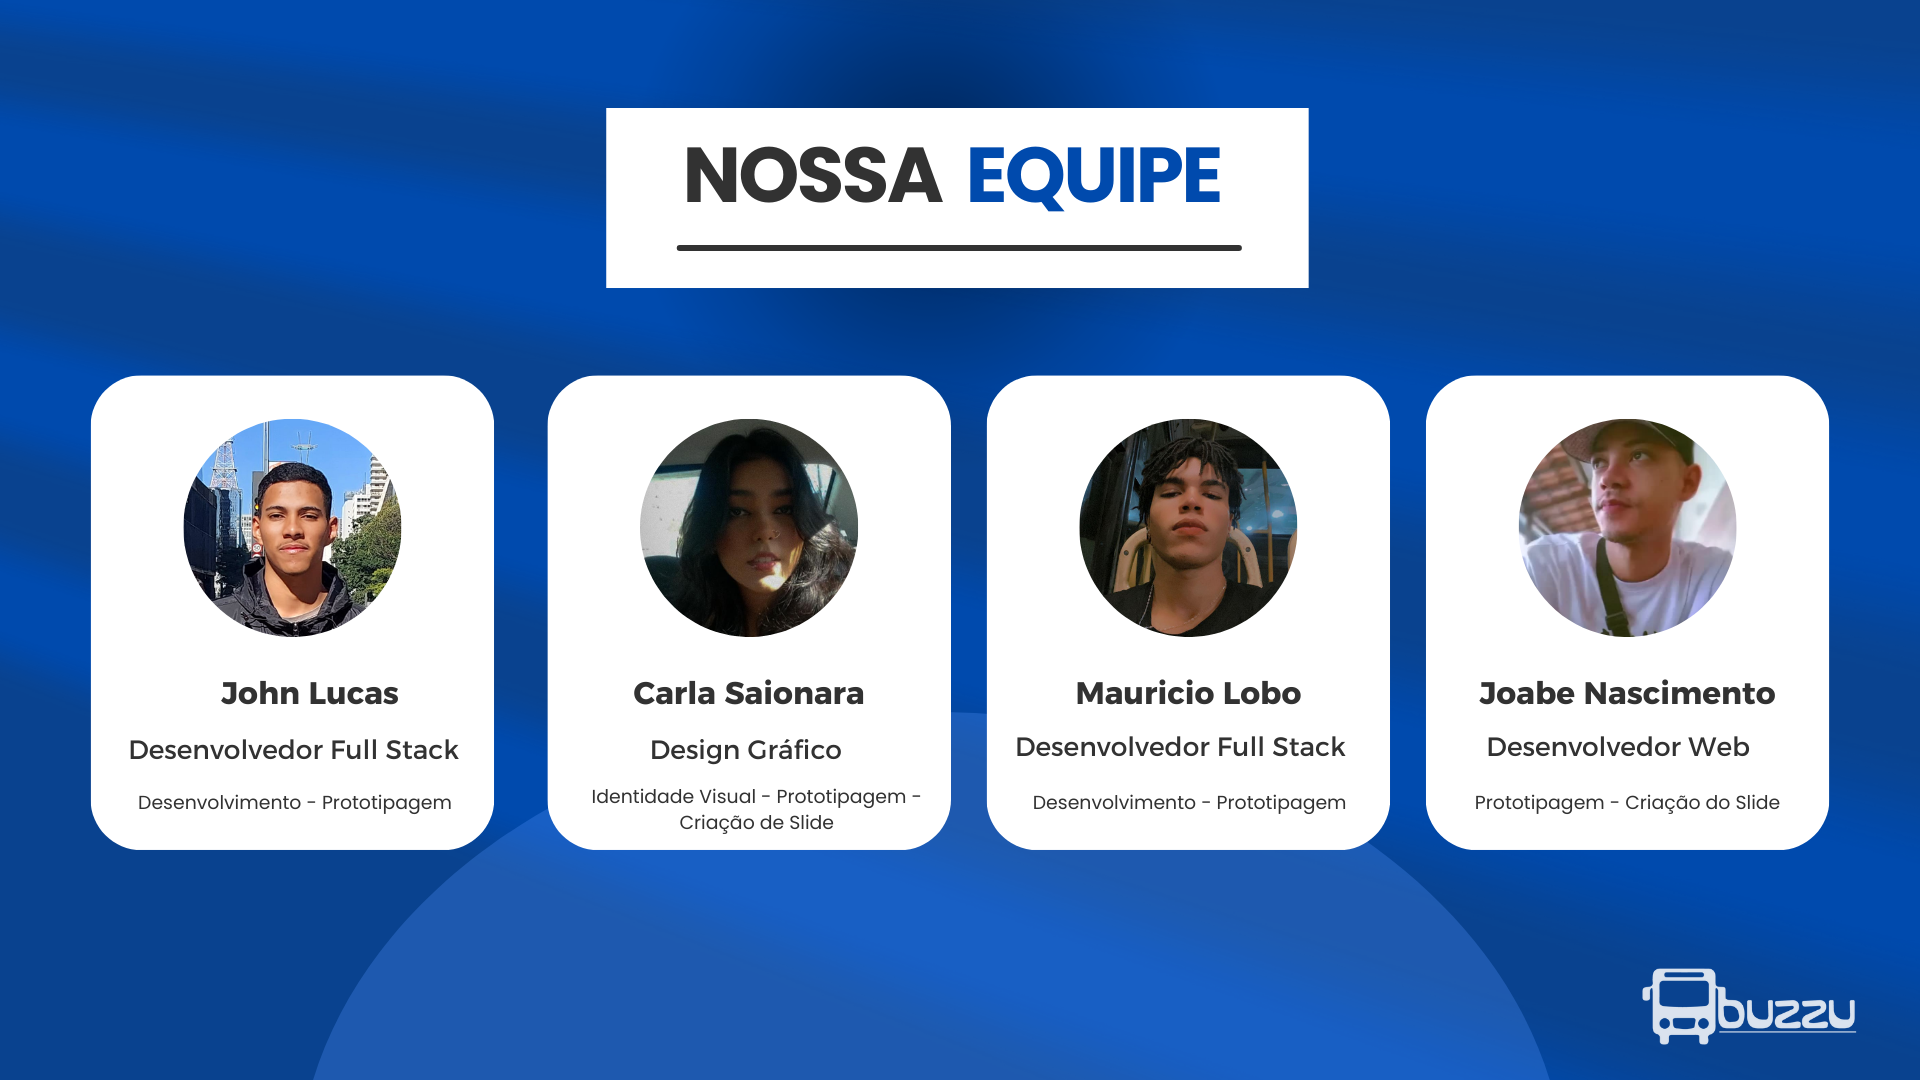 NOSSA EQUIPE
John Lucas
Desenvolvedor Full Stack
Desenvolvimento - Prototipagem
Carla Saionara
Design Gráfico
Identidade Visual - Prototipagem -
Criação de Slide
Mauricio Lobo
Desenvolvedor Full Stack
Desenvolvimento - Prototipagem
Joabe Nascimento
Desenvolvedor Web
Prototipagem - Criação do Slide
buzzu